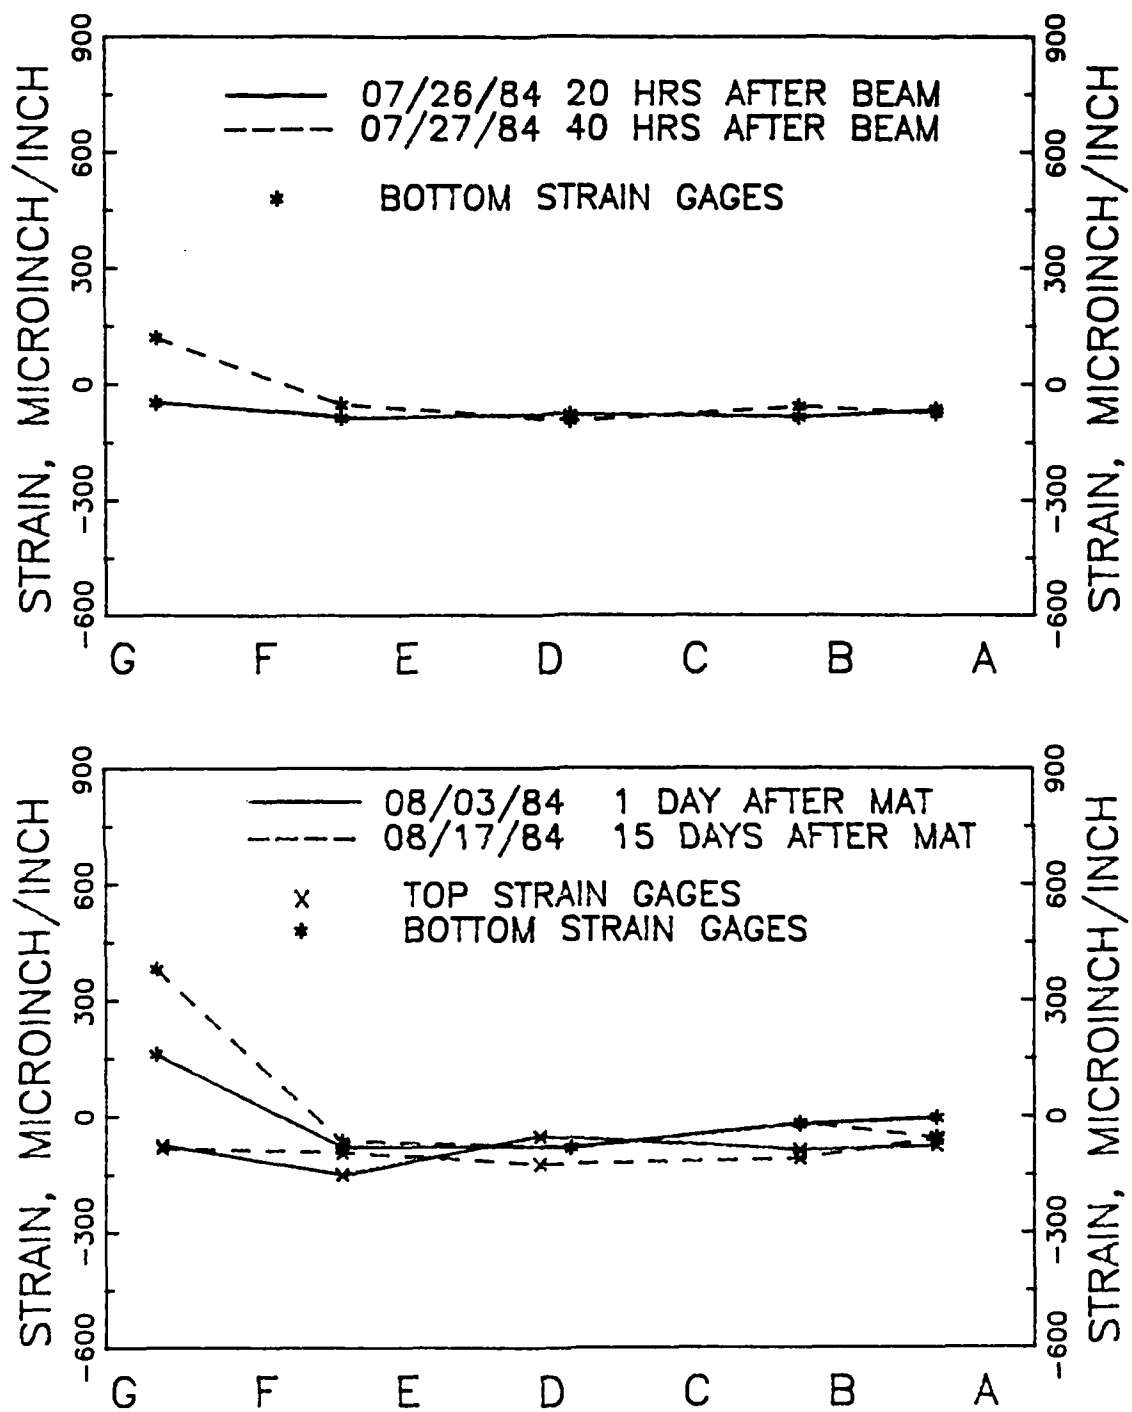 900
600
300
0
-300
-600
STRAIN, MICROINCH/INCH
07/26/84 20 HRS AFTER BEAM
07/27/84 40 HRS AFTER BEAM
* BOTTOM STRAIN GAGES
900
600
300
0
-300
-600
STRAIN, MICROINCH/INCH
G F E D C B A
900
600
300
0
-300
-600
STRAIN, MICROINCH/INCH
08/03/84 1 DAY AFTER MAT
08/17/84 15 DAYS AFTER MAT
× TOP STRAIN GAGES
* BOTTOM STRAIN GAGES
900
600
300
0
-300
-600
STRAIN, MICROINCH/INCH
G F E D C B A